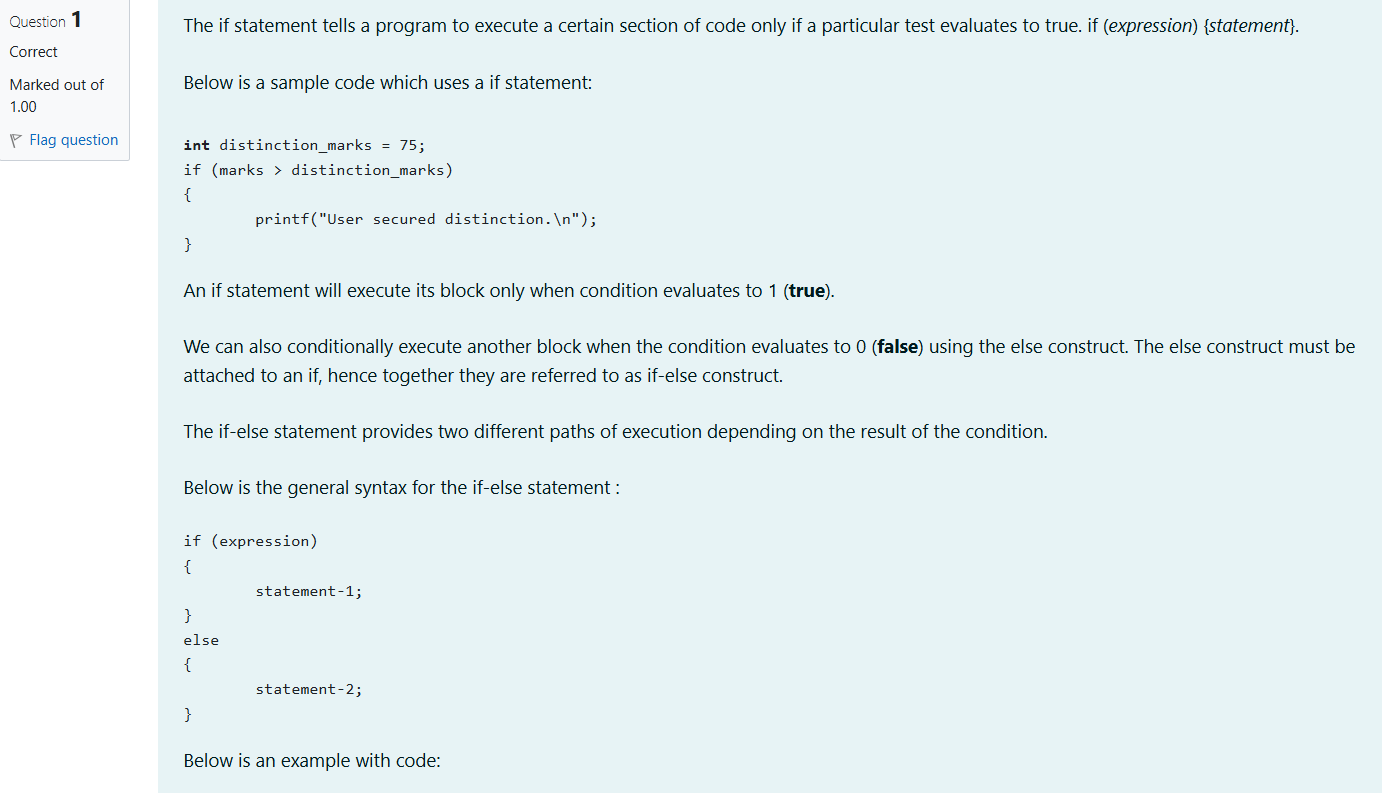 Question 1
Correct
Marked out of
1.00
Flag question
The if statement tells a program to execute a certain section of code only if a particular test evaluates to true. if (expression) {statement}.
Below is a sample code which uses a if statement:
int distinction_marks = 75;
if (marks > distinction_marks)
{
        printf("User secured distinction.\n");
}
An if statement will execute its block only when condition evaluates to 1 (true).
We can also conditionally execute another block when the condition evaluates to 0 (false) using the else construct. The else construct must be
attached to an if, hence together they are referred to as if-else construct.
The if-else statement provides two different paths of execution depending on the result of the condition.
Below is the general syntax for the if-else statement :
if (expression)
{
        statement-1;
}
else
{
        statement-2;
}
Below is an example with code: